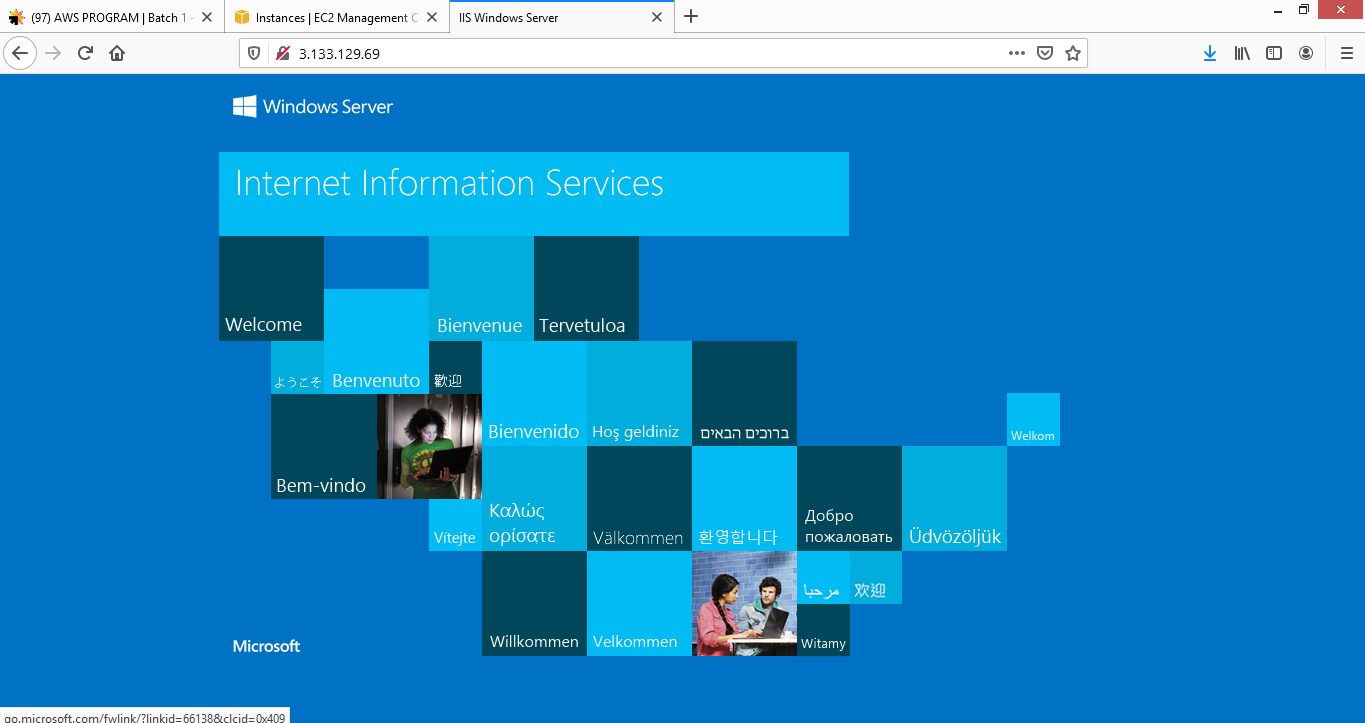 (97) AWS PROGRAM | Batch 1 -
Instances | EC2 Management C
IIS Windows Server
3.133.129.69
Windows Server
Internet Information Services
Welcome
Bienvenue
Tervetuloa
ようこそ
Benvenuto
歡迎
Bienvenido
Hoş geldiniz
ברוכים הבאים
Welkom
Bem-vindo
Vítejte
Καλώς
ορίσατε
Välkommen
환영합니다
Добро
пожаловать
Üdvözöljük
Willkommen
Velkommen
مرحبا
欢迎
Witamy
Microsoft
go.microsoft.com/fwlink/?linkid=66138&clcid=0x409